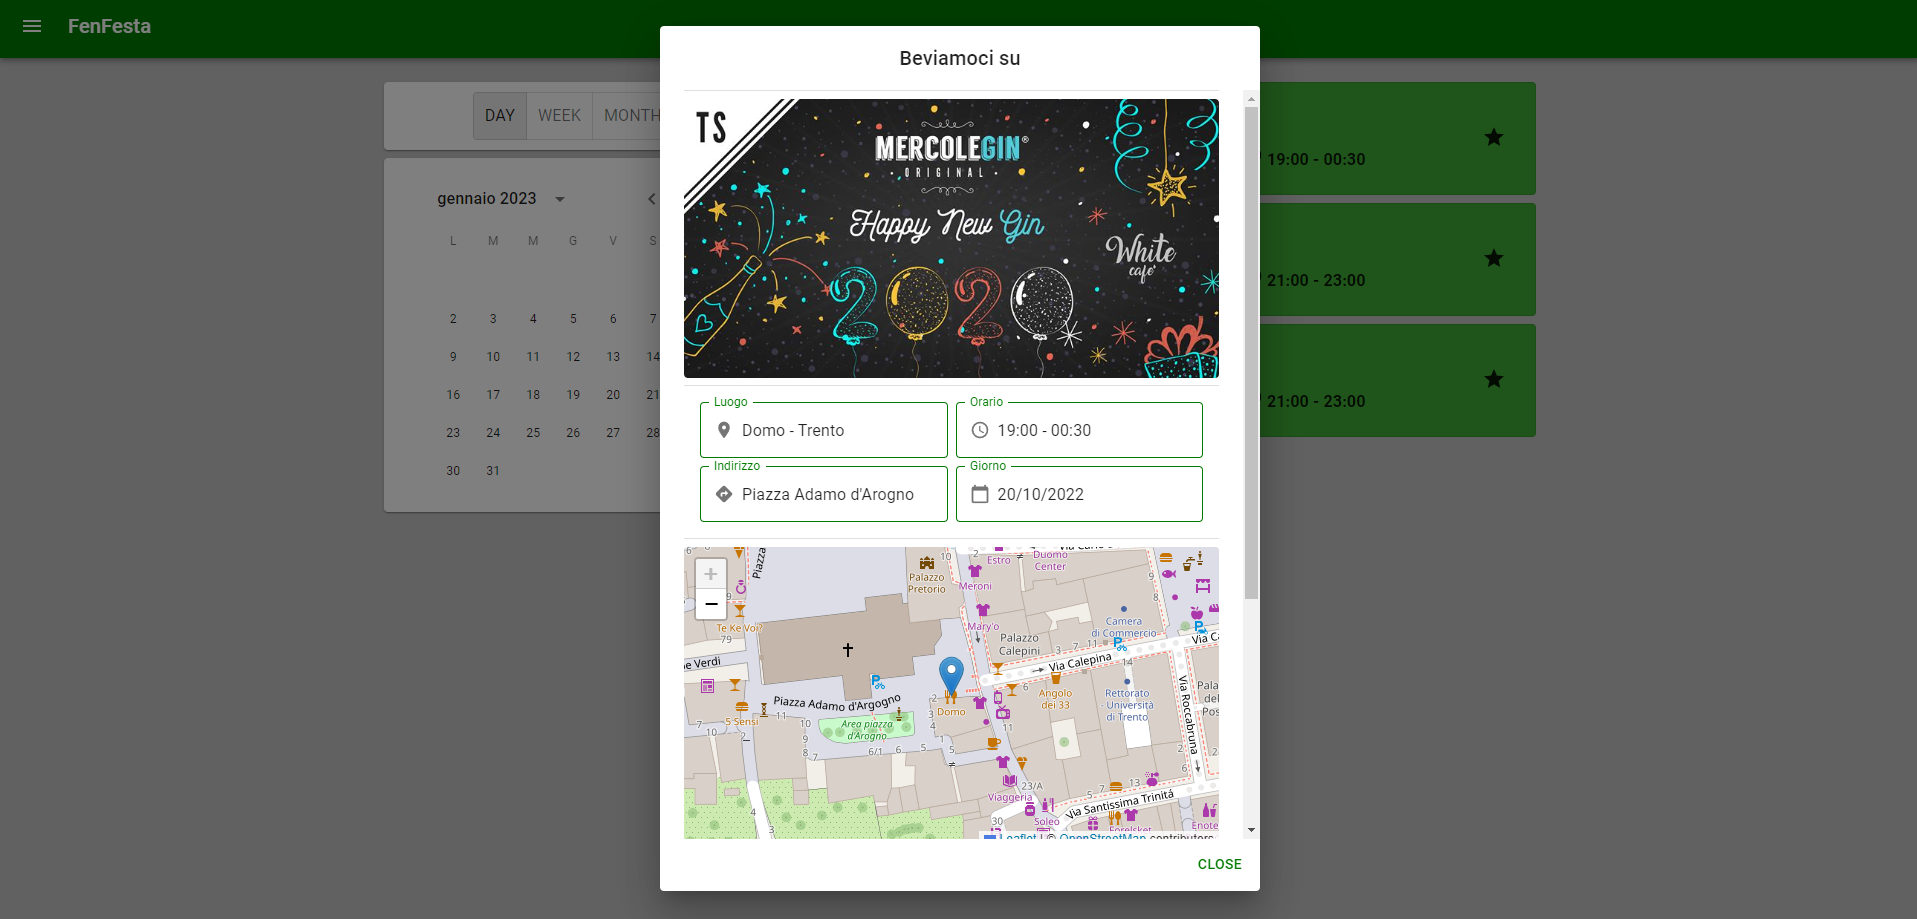 FenFesta
DAY WEEK MONTH
gennaio 2023
L M M G V S
2 3 4 5 6 7
9 10 11 12 13 14
16 17 18 19 20 21
23 24 25 26 27 28
30 31
Beviamoci su
TS
MERCOLEGIN®
ORIGINAL
Happy New Gin
White
cafe'
2020
Luogo
Domo - Trento
Orario
19:00 - 00:30
Indirizzo
Piazza Adamo d'Arogno
Giorno
20/10/2022
+
−
Piazza
Palazzo
Pretorio
Estro
Duomo
Center
Meroni
Mary'o
Te Ke Voi?
79
Palazzo
Calepini
Camera
di Commercio
Via Calepina
Verdi
Piazza Adamo d'Argogno
Domo
Angolo
dei 33
Rettorato
- Università
di Trento
Via Roccabruna
5 Sensi
Area piazza
d'Arogno
6/1
23/A
Viaggeria
Soleo
Via Santissima Trinità
Leaflet | © OpenStreetMap contributors
CLOSE
19:00 - 00:30
21:00 - 23:00
21:00 - 23:00